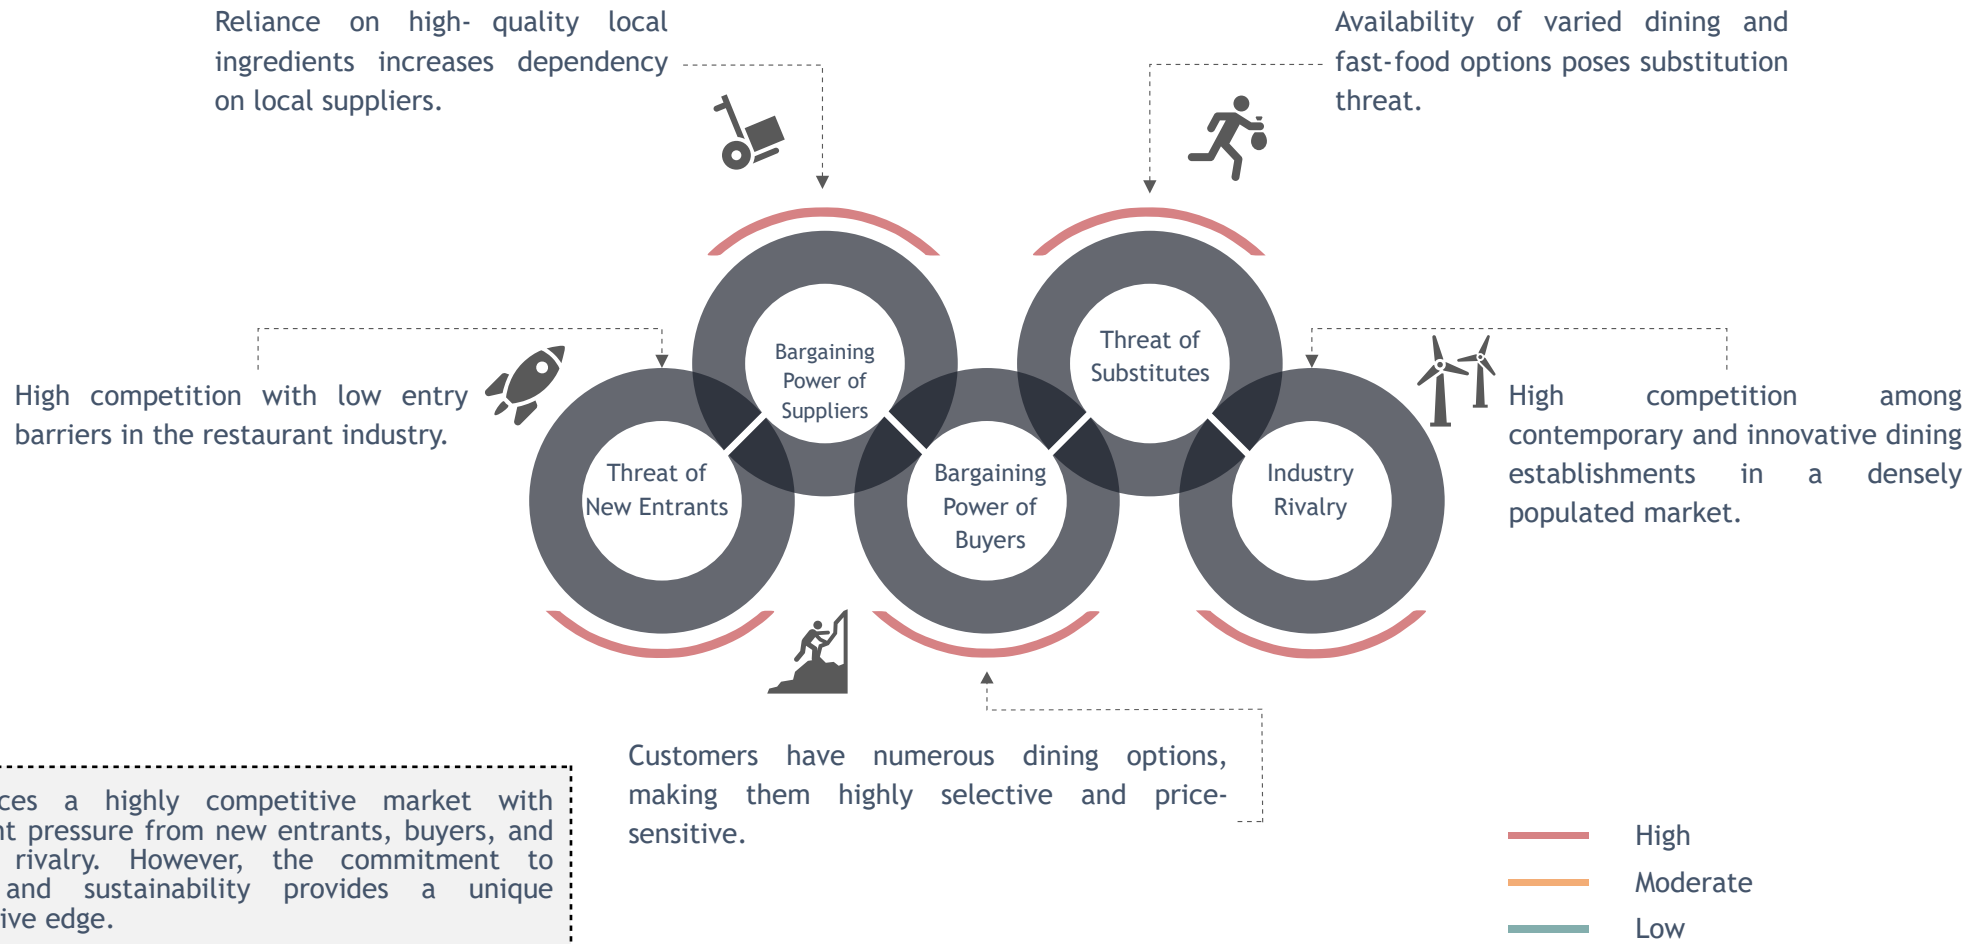 Reliance on high- quality local
ingredients increases dependency
on local suppliers.
Availability of varied dining and
fast-food options poses substitution
threat.
High competition with low entry
barriers in the restaurant industry.
Bargaining
Power of
Suppliers
Threat of
Substitutes
High competition among
contemporary and innovative dining
establishments in a densely
populated market.
Threat of
New Entrants
Bargaining
Power of
Buyers
Industry
Rivalry
Customers have numerous dining options,
making them highly selective and price-
sensitive.
a highly competitive market with
pressure from new entrants, buyers, and
rivalry. However, the commitment to
and sustainability provides a unique
edge.
High
Moderate
Low